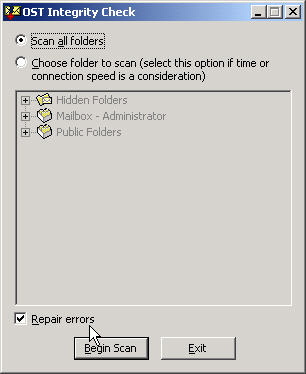 OST Integrity Check
Scan all folders
Choose folder to scan (select this option if time or
connection speed is a consideration)
Hidden Folders
Mailbox - Administrator
Public Folders
Repair errors
Begin Scan
Exit